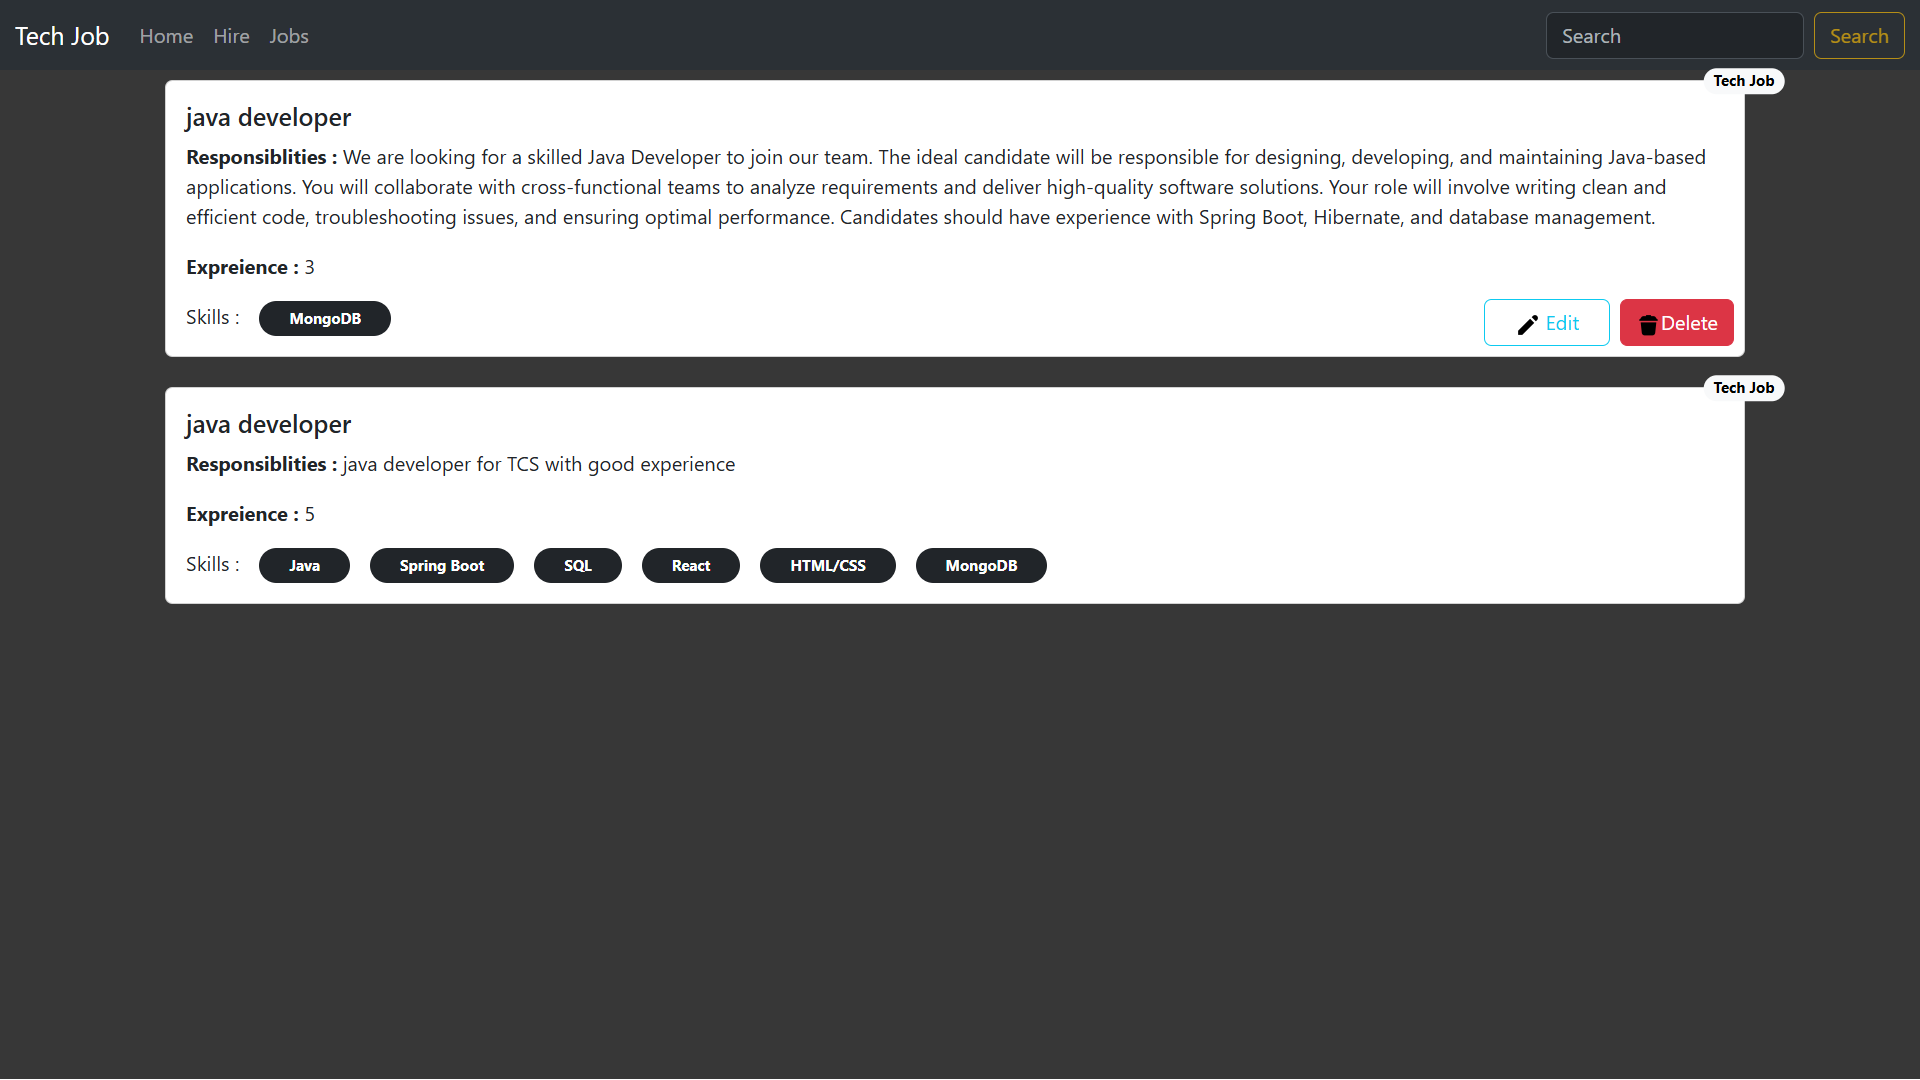 Tech Job Home Hire Jobs Search Search
Tech Job
java developer
Responsiblities : We are looking for a skilled Java Developer to join our team. The ideal candidate will be responsible for designing, developing, and maintaining Java-based
applications. You will collaborate with cross-functional teams to analyze requirements and deliver high-quality software solutions. Your role will involve writing clean and
efficient code, troubleshooting issues, and ensuring optimal performance. Candidates should have experience with Spring Boot, Hibernate, and database management.
Expreience : 3
Skills : MongoDB Edit Delete
Tech Job
java developer
Responsiblities : java developer for TCS with good experience
Expreience : 5
Skills : Java Spring Boot SQL React HTML/CSS MongoDB